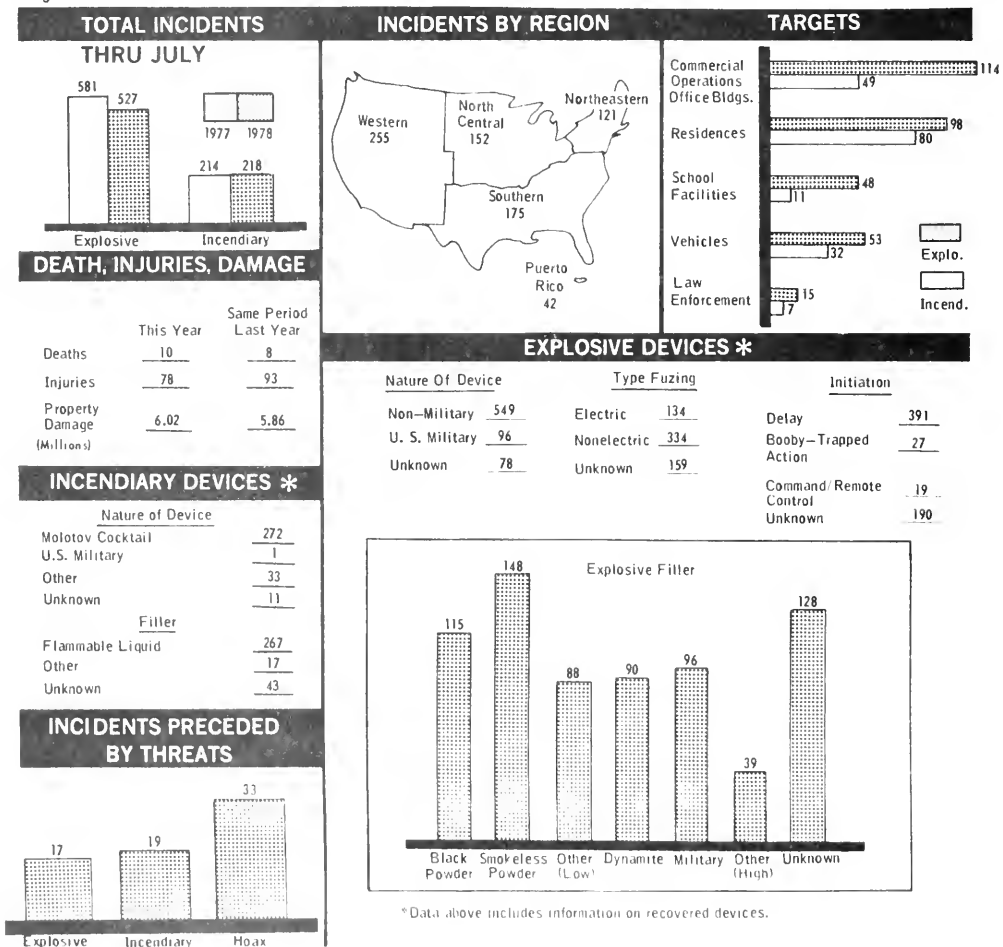 TOTAL INCIDENTS
THRU JULY
581
527
1977 1978
214 218
Explosive Incendiary
DEATH, INJURIES, DAMAGE
Same Period
This Year Last Year
Deaths 10 8
Injuries 78 93
Property
Damage 6.02 5.86
(Millions)
INCENDIARY DEVICES *
Nature of Device
Molotov Cocktail 272
U.S. Military 1
Other 33
Unknown 11
Filler
Flammable Liquid 267
Other 17
Unknown 43
INCIDENTS PRECEDED
BY THREATS
33
17 19
Explosive Incendiary Hoax
INCIDENTS BY REGION
Western
255
North
Central
152
Northeastern
121
Southern
175
Puerto
Rico
42
TARGETS
Commercial
Operations
Office Bldgs.
114
49
Residences
98
80
School
Facilities
48
11
Vehicles
53
32
Law
Enforcement
15
7
Explo.
Incend.
EXPLOSIVE DEVICES *
Nature Of Device
Non-Military 549
U. S. Military 96
Unknown 78
Type Fuzing
Electric 134
Nonelectric 334
Unknown 159
Initiation
Delay 391
Booby-Trapped 27
Action
Command/Remote
Control 19
Unknown 190
Explosive Filler
115 148 88 90 96 39 128
Black Smokeless Other Dynamite Military Other Unknown
Powder Powder (Low) (High)
*Data above includes information on recovered devices.